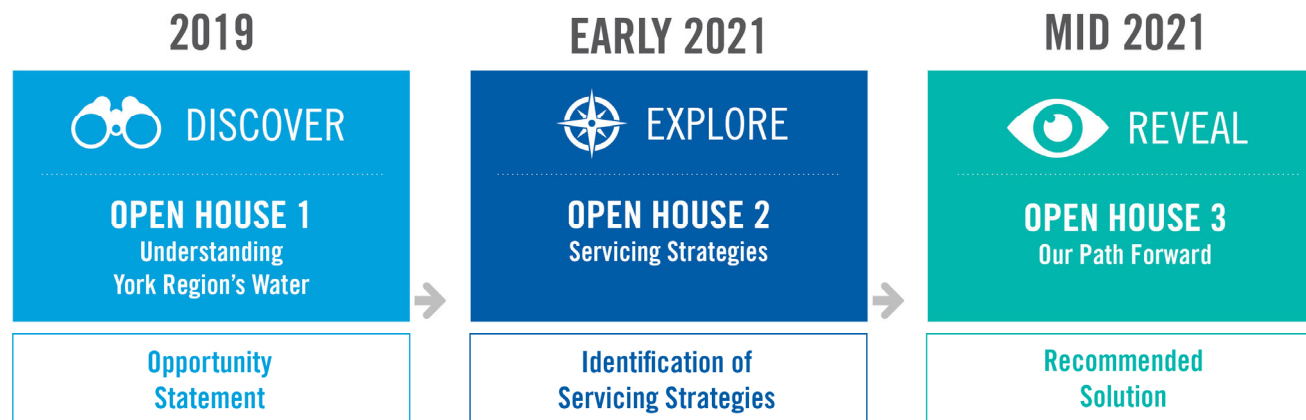 2019
DISCOVER
OPEN HOUSE 1
Understanding
York Region's Water
Opportunity
Statement
EARLY 2021
EXPLORE
OPEN HOUSE 2
Servicing Strategies
Identification of
Servicing Strategies
MID 2021
REVEAL
OPEN HOUSE 3
Our Path Forward
Recommended
Solution